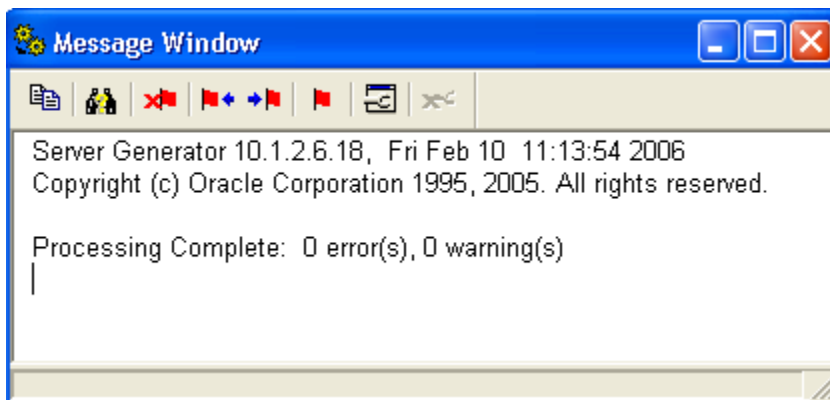 Message Window
Server Generator 10.1.2.6.18,  Fri Feb 10  11:13:54 2006
Copyright (c) Oracle Corporation 1995, 2005. All rights reserved.
Processing Complete:  0 error(s), 0 warning(s)